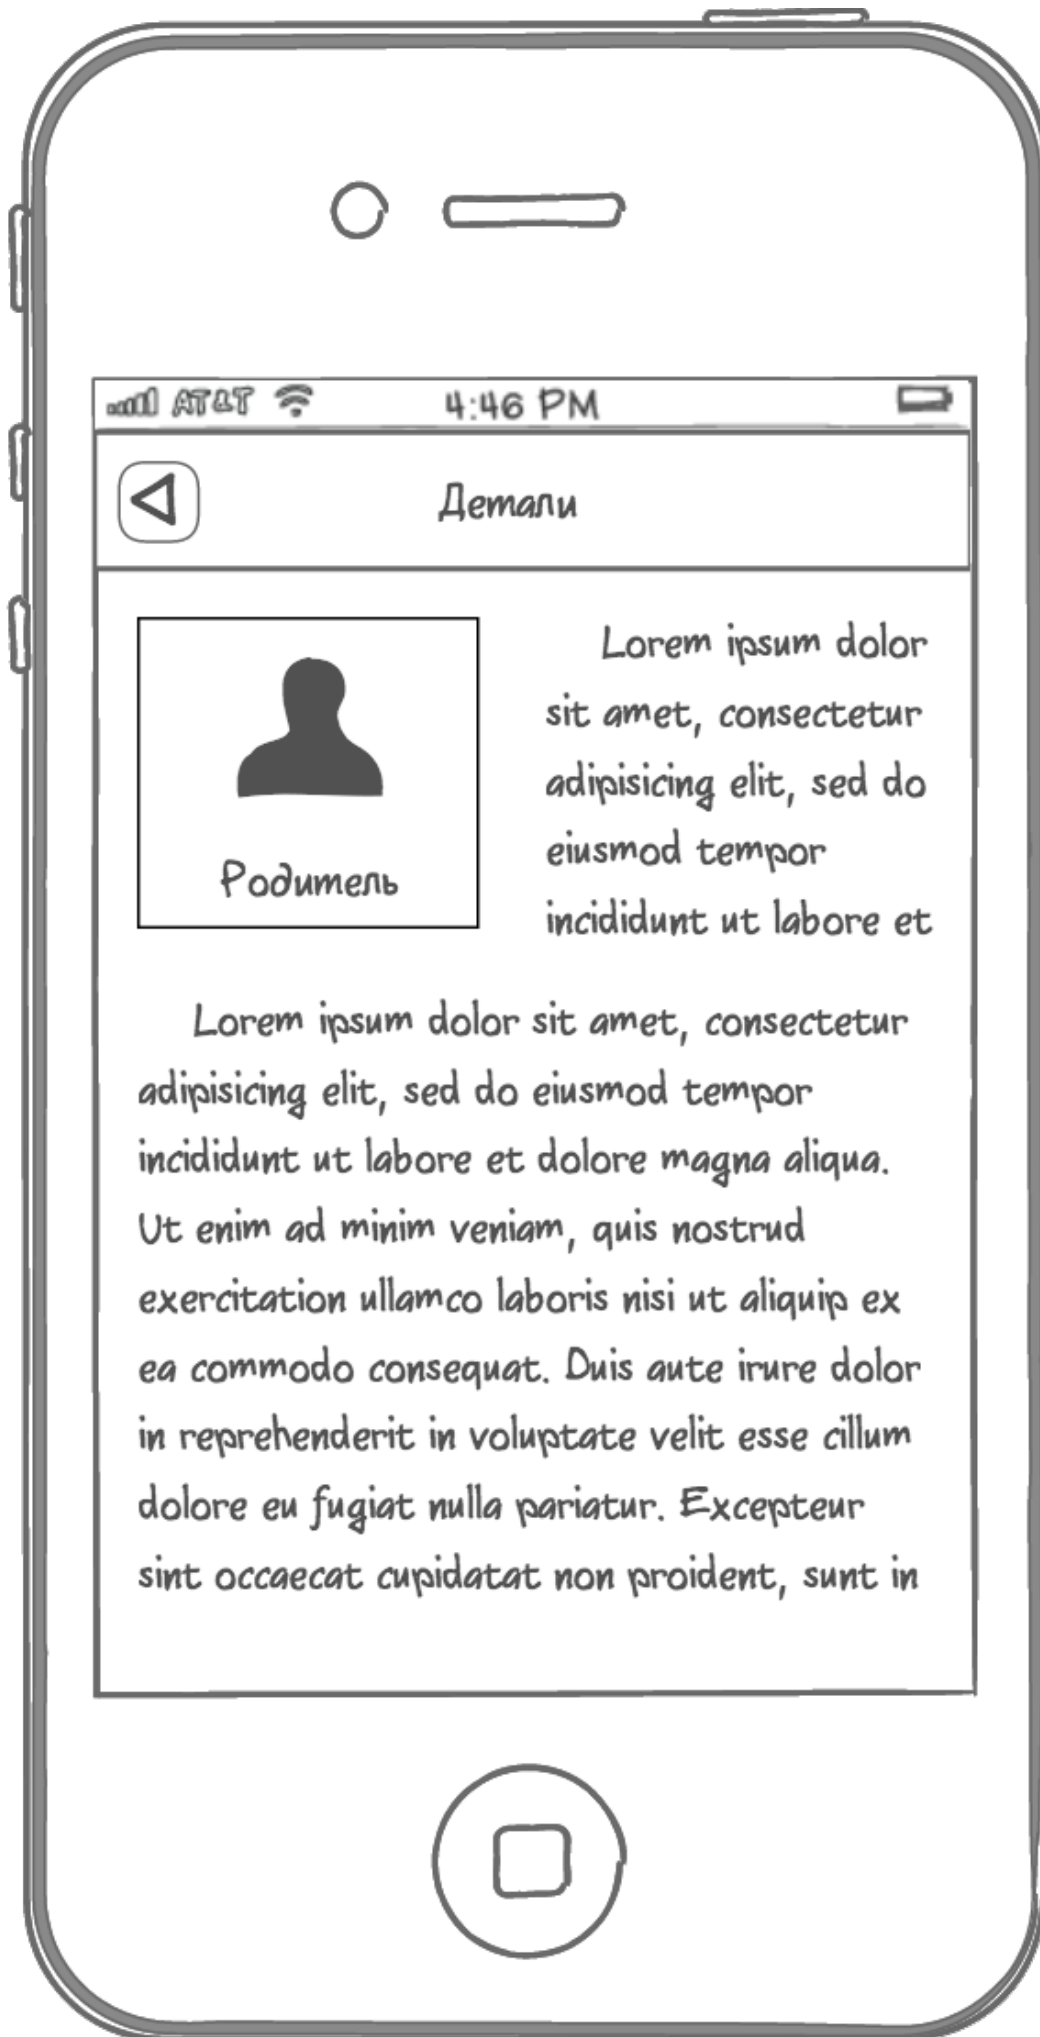 AT&T 4:46 PM
Детали
Родитель
Lorem ipsum dolor
sit amet, consectetur
adipisicing elit, sed do
eiusmod tempor
incididunt ut labore et
Lorem ipsum dolor sit amet, consectetur
adipisicing elit, sed do eiusmod tempor
incididunt ut labore et dolore magna aliqua.
Ut enim ad minim veniam, quis nostrud
exercitation ullamco laboris nisi ut aliquip ex
ea commodo consequat. Duis aute irure dolor
in reprehenderit in voluptate velit esse cillum
dolore eu fugiat nulla pariatur. Excepteur
sint occaecat cupidatat non proident, sunt in